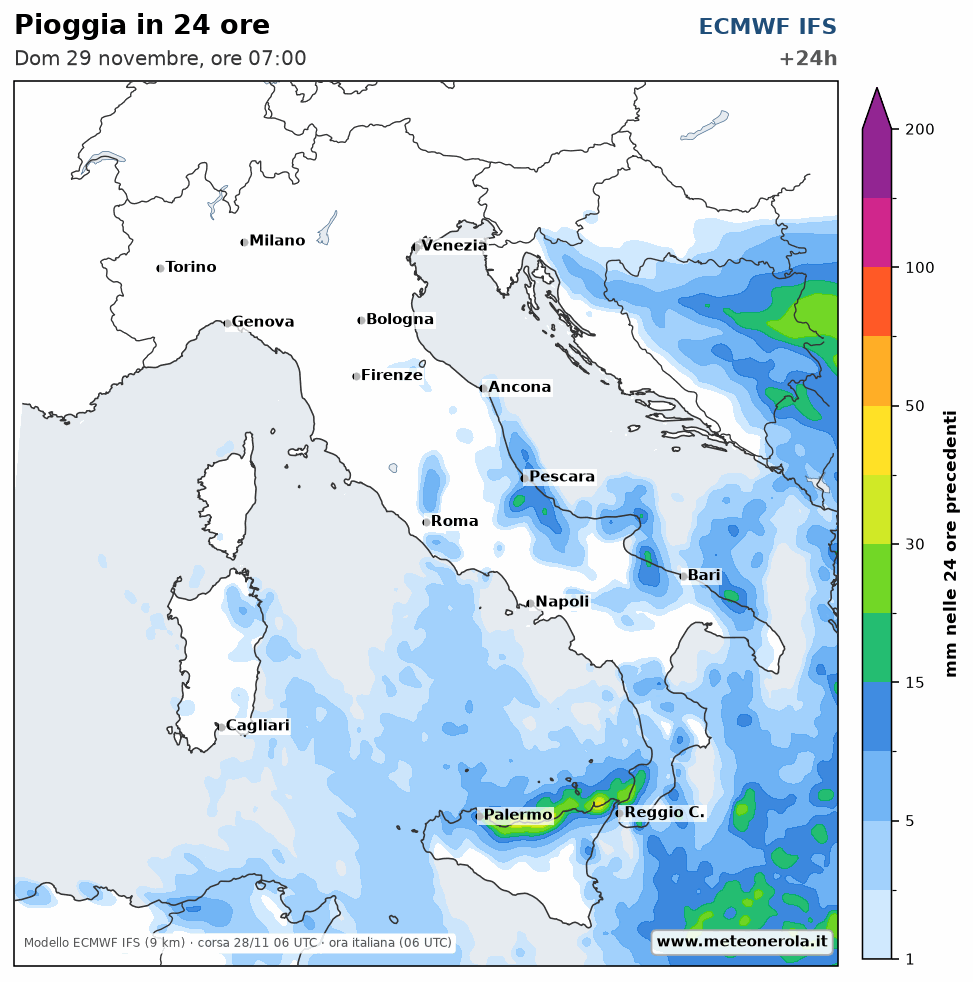 Pioggia in 24 ore
ECMWF IFS
Dom 29 novembre, ore 07:00
+24h
200
Milano
Venezia
Torino
100
Genova
Bologna
Firenze
Ancona
50
Pescara
Roma
30
Bari
Napoli
15
Cagliari
Palermo
Reggio C.
5
mm nelle 24 ore precedenti
Modello ECMWF IFS (9 km) · corsa 28/11 06 UTC · ora italiana (06 UTC)
www.meteonerola.it
1